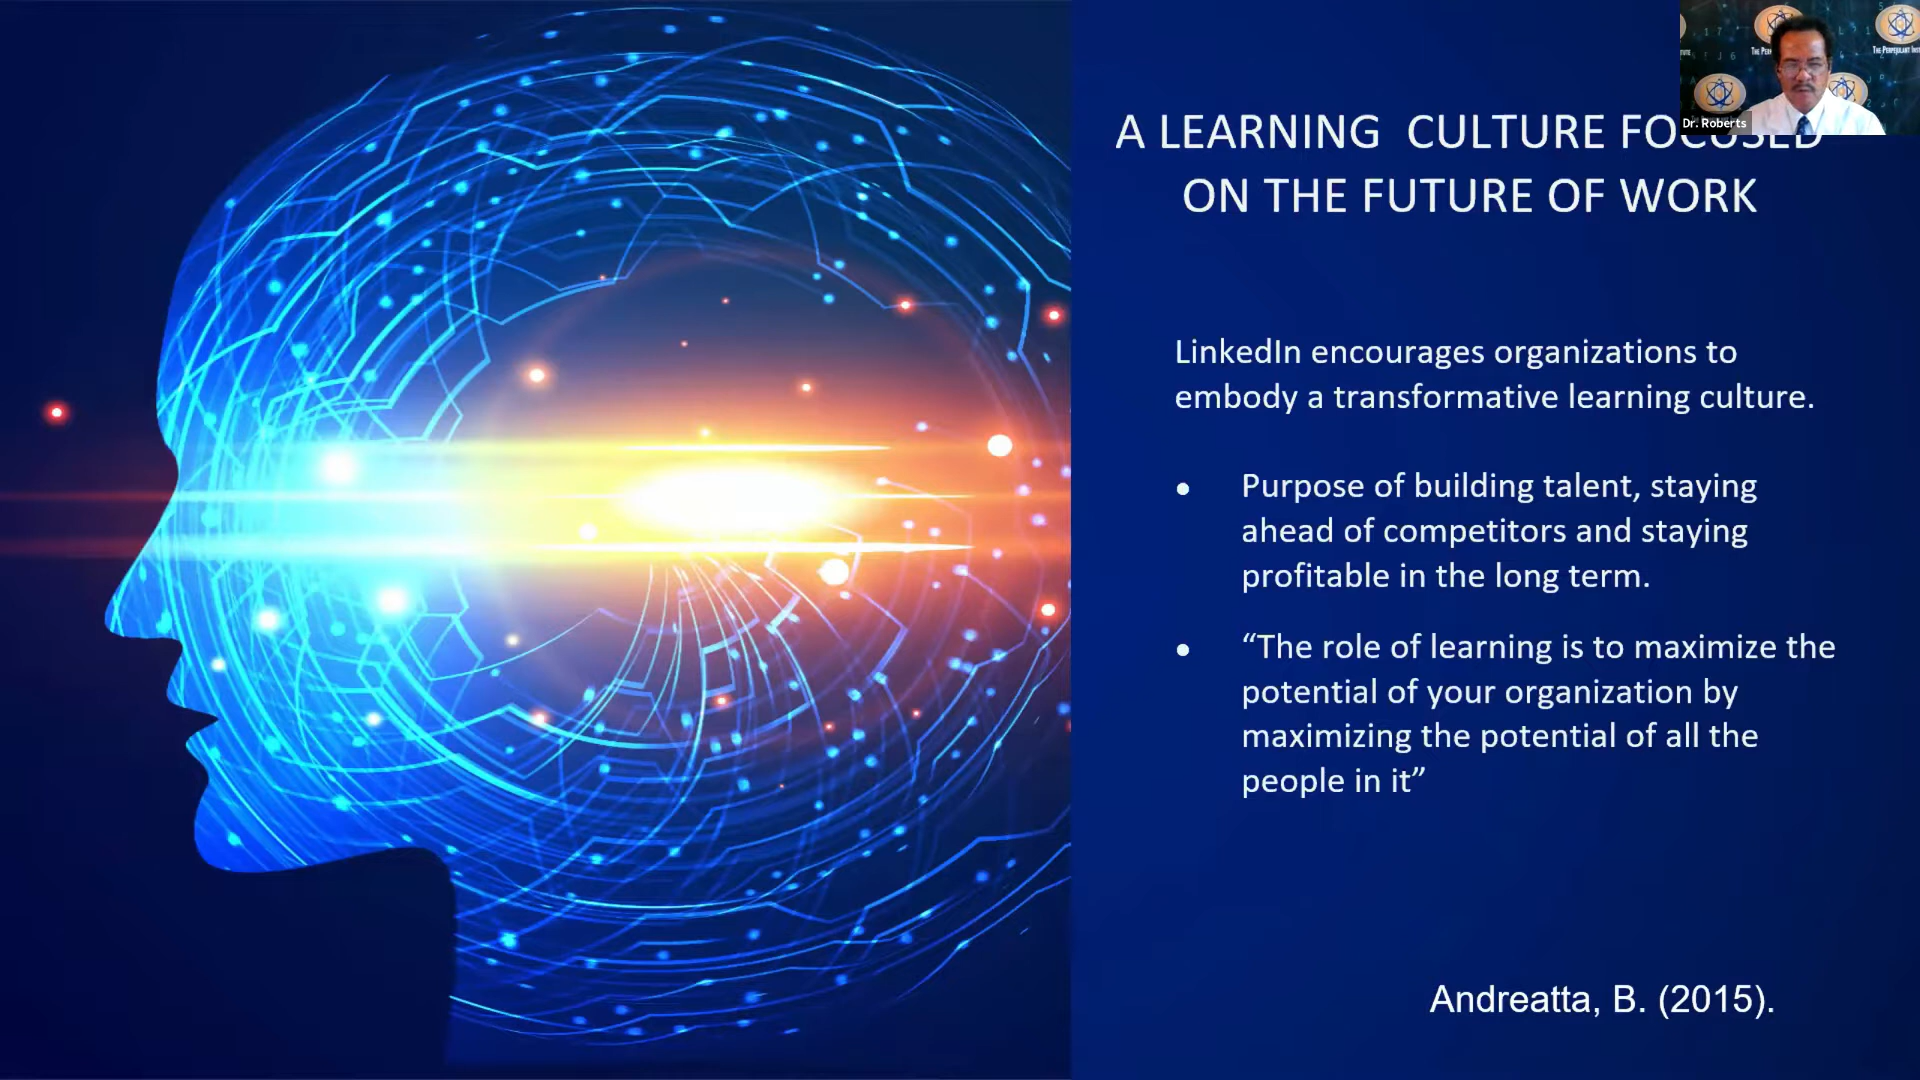 A LEARNING CULTURE FOCUSED
ON THE FUTURE OF WORK
Dr. Roberts
LinkedIn encourages organizations to
embody a transformative learning culture.
• Purpose of building talent, staying
ahead of competitors and staying
profitable in the long term.
• “The role of learning is to maximize the
potential of your organization by
maximizing the potential of all the
people in it”
Andreatta, B. (2015).